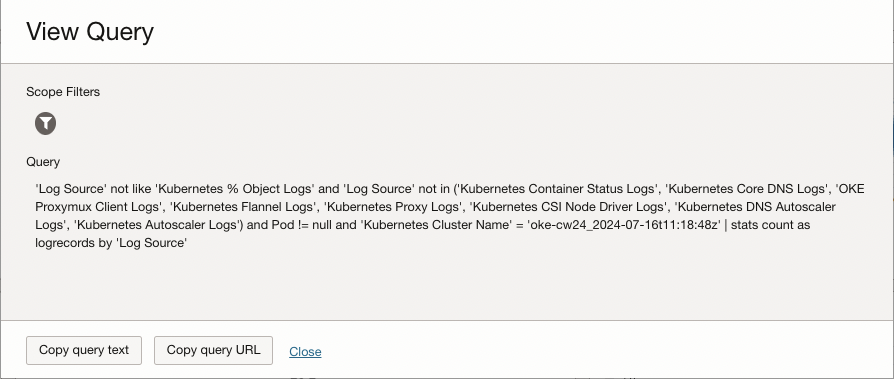 View Query
Scope Filters
Query
'Log Source' not like 'Kubernetes % Object Logs' and 'Log Source' not in ('Kubernetes Container Status Logs', 'Kubernetes Core DNS Logs', 'OKE
Proxymux Client Logs', 'Kubernetes Flannel Logs', 'Kubernetes Proxy Logs', 'Kubernetes CSI Node Driver Logs', 'Kubernetes DNS Autoscaler
Logs', 'Kubernetes Autoscaler Logs') and Pod != null and 'Kubernetes Cluster Name' = 'oke-cw24_2024-07-16t11:18:48z' | stats count as
logrecords by 'Log Source'
Copy query text Copy query URL Close